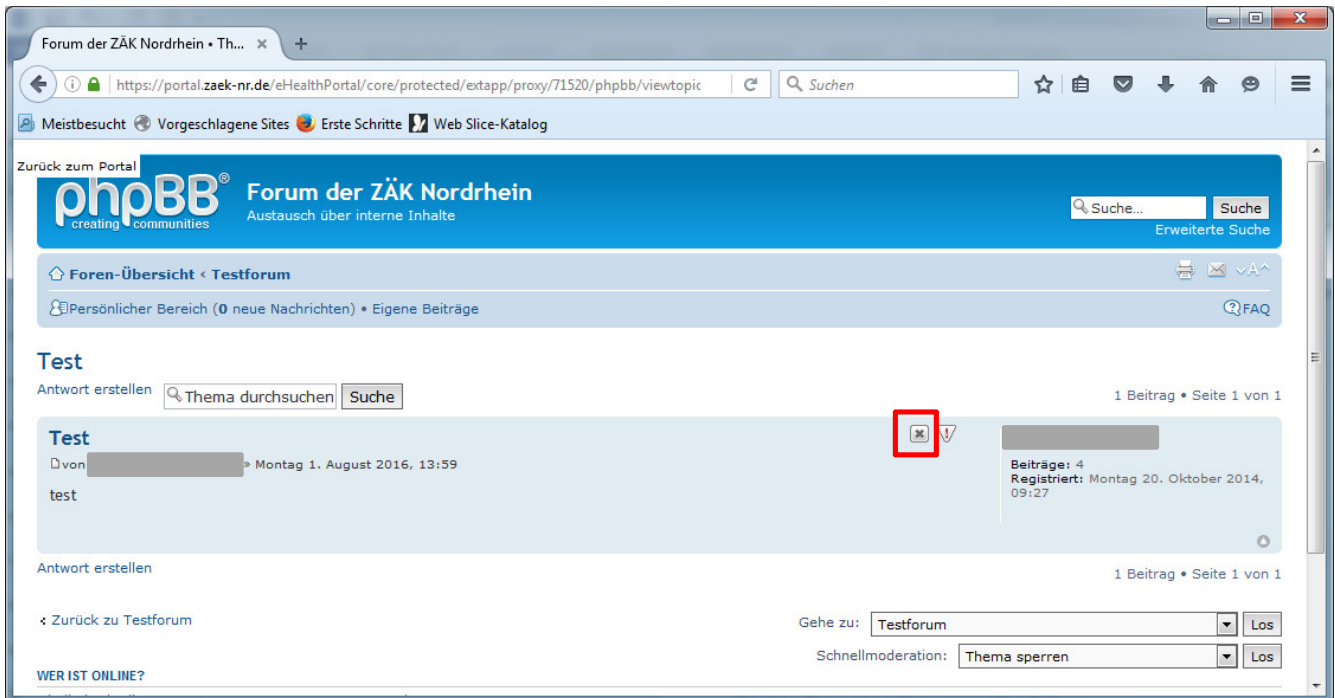 Forum der ZÄK Nordrhein • Th...
https://portal.zaek-nr.de/eHealthPortal/core/protected/extapp/proxy/71520/phpbb/viewtopic
Suchen
Meistbesucht Vorgeschlagene Sites Erste Schritte Web Slice-Katalog
Zurück zum Portal
phpBB®
creating communities
Forum der ZÄK Nordrhein
Austausch über interne Inhalte
Suche... Suche
Erweiterte Suche
Foren-Übersicht ‹ Testforum
Persönlicher Bereich (0 neue Nachrichten) • Eigene Beiträge
FAQ
Test
Antwort erstellen Thema durchsuchen Suche
1 Beitrag • Seite 1 von 1
Test
von » Montag 1. August 2016, 13:59
test
Beiträge: 4
Registriert: Montag 20. Oktober 2014,
09:27
Antwort erstellen
1 Beitrag • Seite 1 von 1
Zurück zu Testforum
Gehe zu: Testforum Los
Schnellmoderation: Thema sperren Los
WER IST ONLINE?